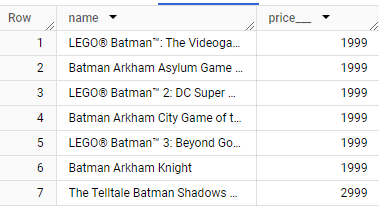 Row name price___
1 LEGO® Batman™: The Videoga... 1999
2 Batman Arkham Asylum Game ... 1999
3 LEGO® Batman™ 2: DC Super ... 1999
4 Batman Arkham City Game of t... 1999
5 LEGO® Batman™ 3: Beyond Go... 1999
6 Batman Arkham Knight 1999
7 The Telltale Batman Shadows ... 2999